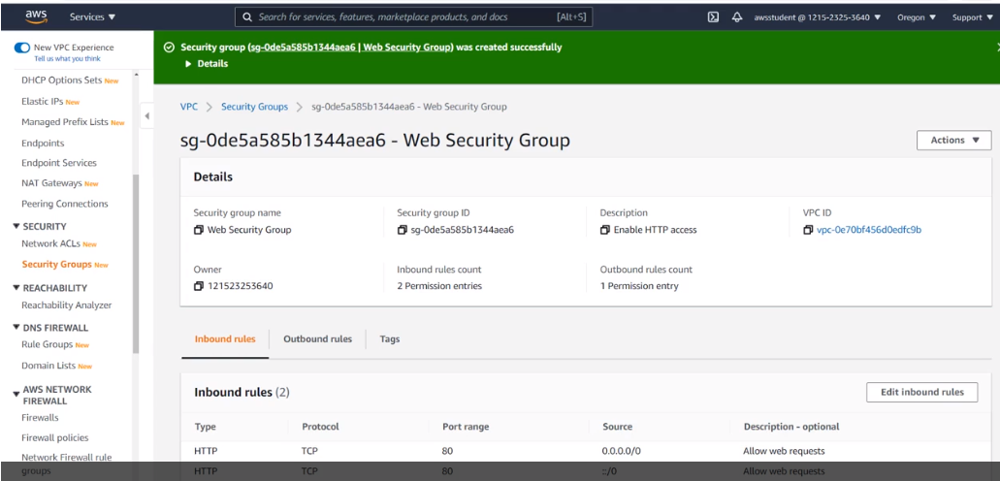 aws Services ▼ Search for services, features, marketplace products, and docs [Alt+S] awsstudent @ 1215-2325-3640 ▼ Oregon ▼ Support ▼
New VPC Experience
Tell us what you think
DHCP Options Sets New
Elastic IPs New
Managed Prefix Lists New
Endpoints
Endpoint Services
NAT Gateways New
Peering Connections
▼ SECURITY
Network ACLs New
Security Groups New
▼ REACHABILITY
Reachability Analyzer
▼ DNS FIREWALL
Rule Groups New
Domain Lists New
▼ AWS NETWORK
FIREWALL
Firewalls
Firewall policies
Network Firewall rule
groups
Security group (sg-0de5a585b1344aea6 | Web Security Group) was created successfully
▶ Details
VPC > Security Groups > sg-0de5a585b1344aea6 - Web Security Group
sg-0de5a585b1344aea6 - Web Security Group
Actions ▼
Details
Security group name Security group ID Description VPC ID
Web Security Group sg-0de5a585b1344aea6 Enable HTTP access vpc-0e70bf456d0edfc9b
Owner Inbound rules count Outbound rules count
121523253640 2 Permission entries 1 Permission entry
Inbound rules Outbound rules Tags
Inbound rules (2) Edit inbound rules
Type Protocol Port range Source Description - optional
HTTP TCP 80 0.0.0.0/0 Allow web requests
HTTP TCP 80 ::/0 Allow web requests